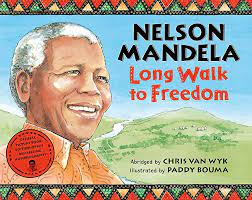 NELSON
MANDELA
Long Walk
to Freedom
Abridged by CHRIS VAN WYK
Illustrated by PADDY BOUMA